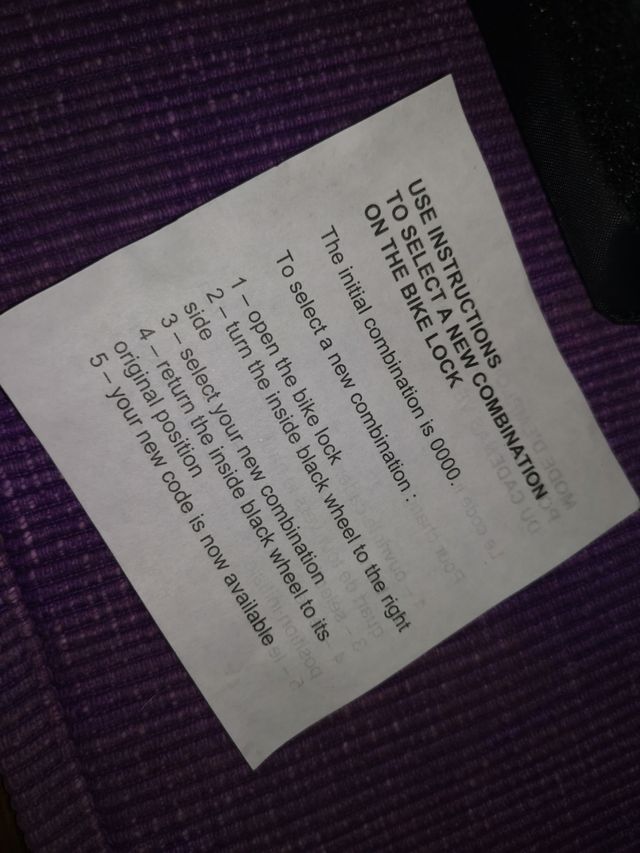 USE INSTRUCTIONS
TO SELECT A NEW COMBINATION
ON THE BIKE LOCK
The initial combination is 0000.
To select a new combination :
1 – open the bike lock
2 – turn the inside black wheel to the right
side
3 – select your new combination
4 – return the inside black wheel to its
original position
5 – your new code is now available